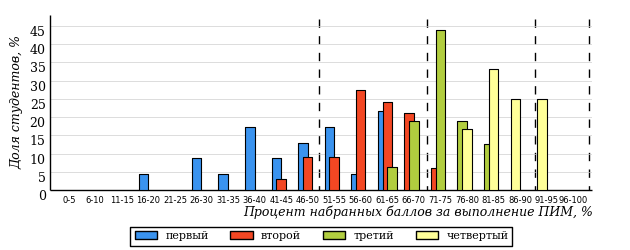 Доля студентов, %
45
40
35
30
25
20
15
10
5
0
0-5 6-10 11-15 16-20 21-25 26-30 31-35 36-40 41-45 46-50 51-55 56-60 61-65 66-70 71-75 76-80 81-85 86-90 91-95 96-100
Процент набранных баллов за выполнение ПИМ, %
первый второй третий четвертый